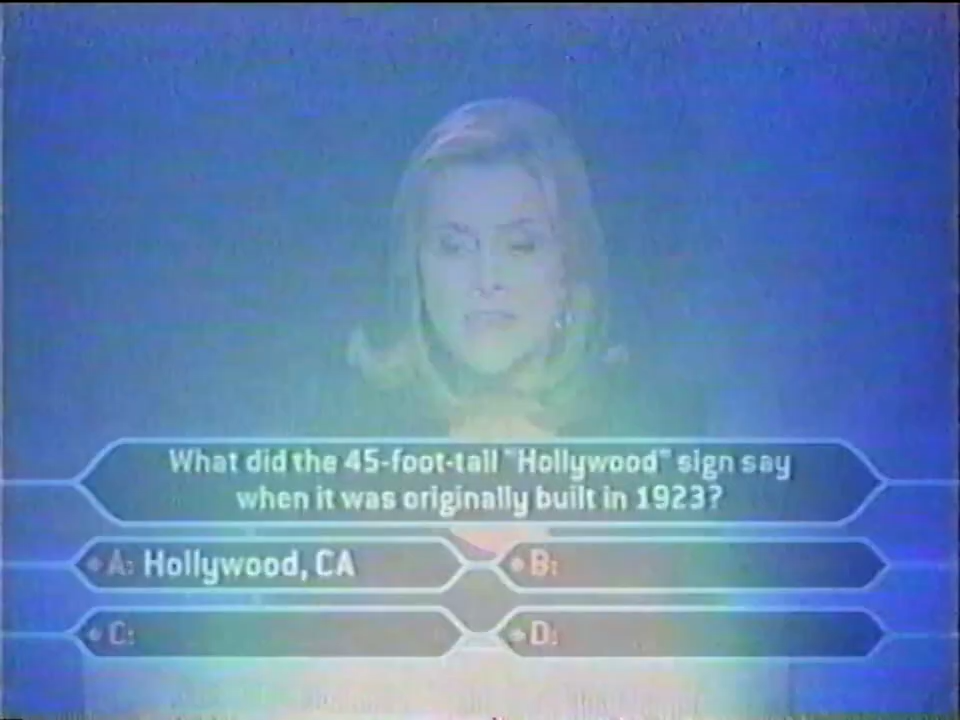 What did the 45-foot-tall "Hollywood" sign say
when it was originally built in 1923?
A: Hollywood, CA
B:
C:
D: